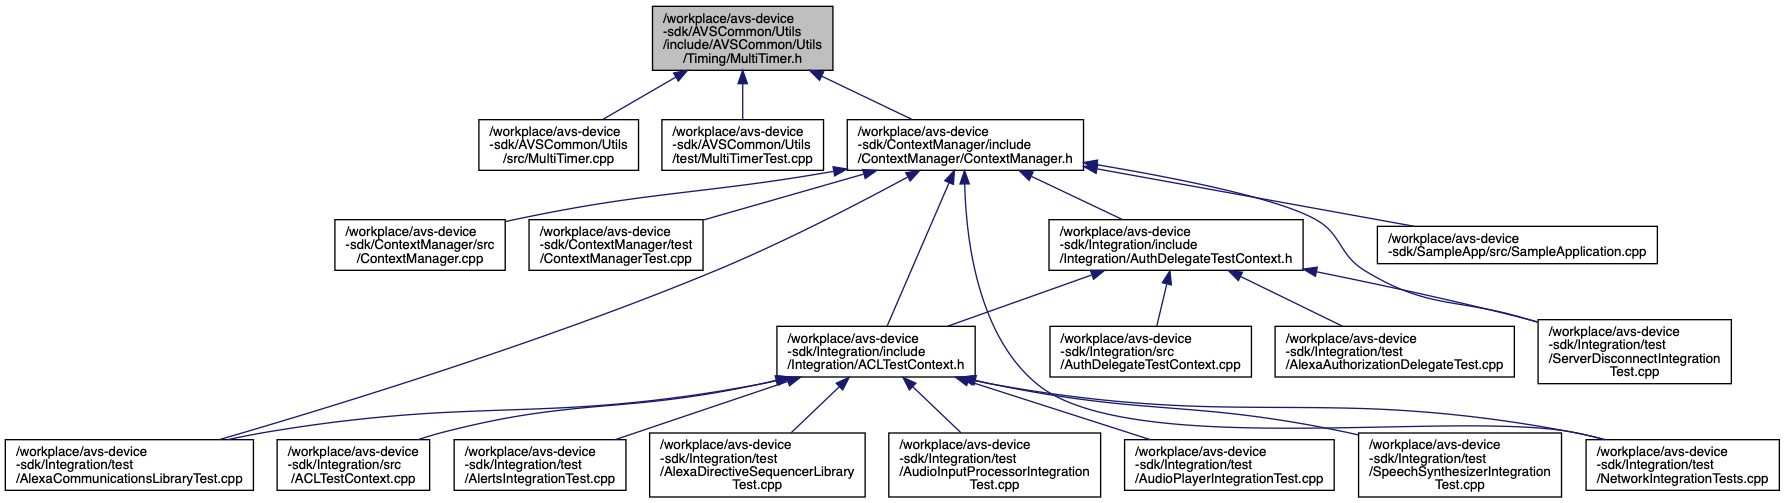 /workplace/avs-device
-sdk/AVSCommon/Utils
/include/AVSCommon/Utils
/Timing/MultiTimer.h
/workplace/avs-device
-sdk/AVSCommon/Utils
/src/MultiTimer.cpp
/workplace/avs-device
-sdk/AVSCommon/Utils
/test/MultiTimerTest.cpp
/workplace/avs-device
-sdk/ContextManager/include
/ContextManager/ContextManager.h
/workplace/avs-device
-sdk/ContextManager/src
/ContextManager.cpp
/workplace/avs-device
-sdk/ContextManager/test
/ContextManagerTest.cpp
/workplace/avs-device
-sdk/Integration/include
/Integration/AuthDelegateTestContext.h
/workplace/avs-device
-sdk/SampleApp/src/SampleApplication.cpp
/workplace/avs-device
-sdk/Integration/include
/Integration/ACLTestContext.h
/workplace/avs-device
-sdk/Integration/src
/AuthDelegateTestContext.cpp
/workplace/avs-device
-sdk/Integration/test
/AlexaAuthorizationDelegateTest.cpp
/workplace/avs-device
-sdk/Integration/test
/ServerDisconnectIntegration
Test.cpp
/workplace/avs-device
-sdk/Integration/test
/AlexaCommunicationsLibraryTest.cpp
/workplace/avs-device
-sdk/Integration/src
/ACLTestContext.cpp
/workplace/avs-device
-sdk/Integration/test
/AlertsIntegrationTest.cpp
/workplace/avs-device
-sdk/Integration/test
/AlexaDirectiveSequencerLibrary
Test.cpp
/workplace/avs-device
-sdk/Integration/test
/AudioInputProcessorIntegration
Test.cpp
/workplace/avs-device
-sdk/Integration/test
/AudioPlayerIntegrationTest.cpp
/workplace/avs-device
-sdk/Integration/test
/SpeechSynthesizerIntegration
Test.cpp
/workplace/avs-device
-sdk/Integration/test
/NetworkIntegrationTests.cpp